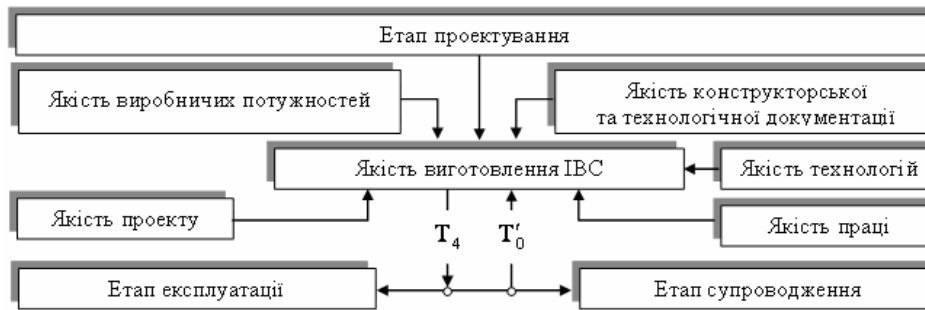 Етап проектування
Якість виробничих потужностей
Якість конструкторської
та технологічної документації
Якість виготовлення ІВС
Якість технологій
Якість проекту
Якість праці
T₄
T′₀
Етап експлуатації
Етап супроводження